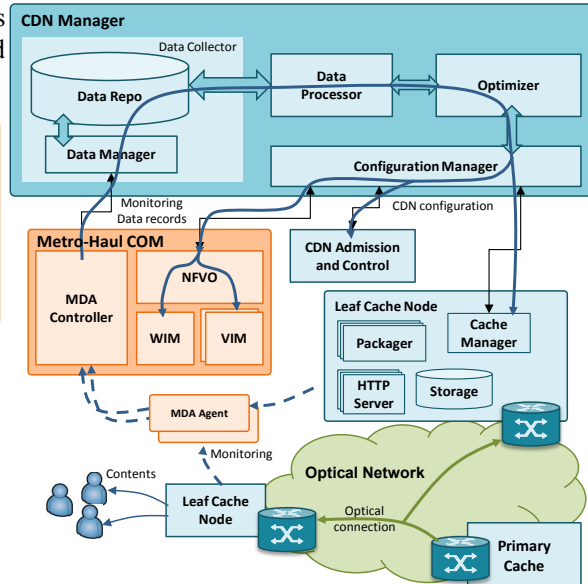 s
d
CDN Manager
Data Collector
Data Repo
Data
Processor
Optimizer
Data Manager
Configuration Manager
Monitoring
Data records
CDN configuration
Metro-Haul COM
NFVO
MDA
Controller
WIM
VIM
CDN Admission
and Control
Leaf Cache Node
Packager
Cache
Manager
HTTP
Server
Storage
MDA Agent
Monitoring
Contents
Leaf Cache
Node
Optical Network
Optical
connection
Primary
Cache